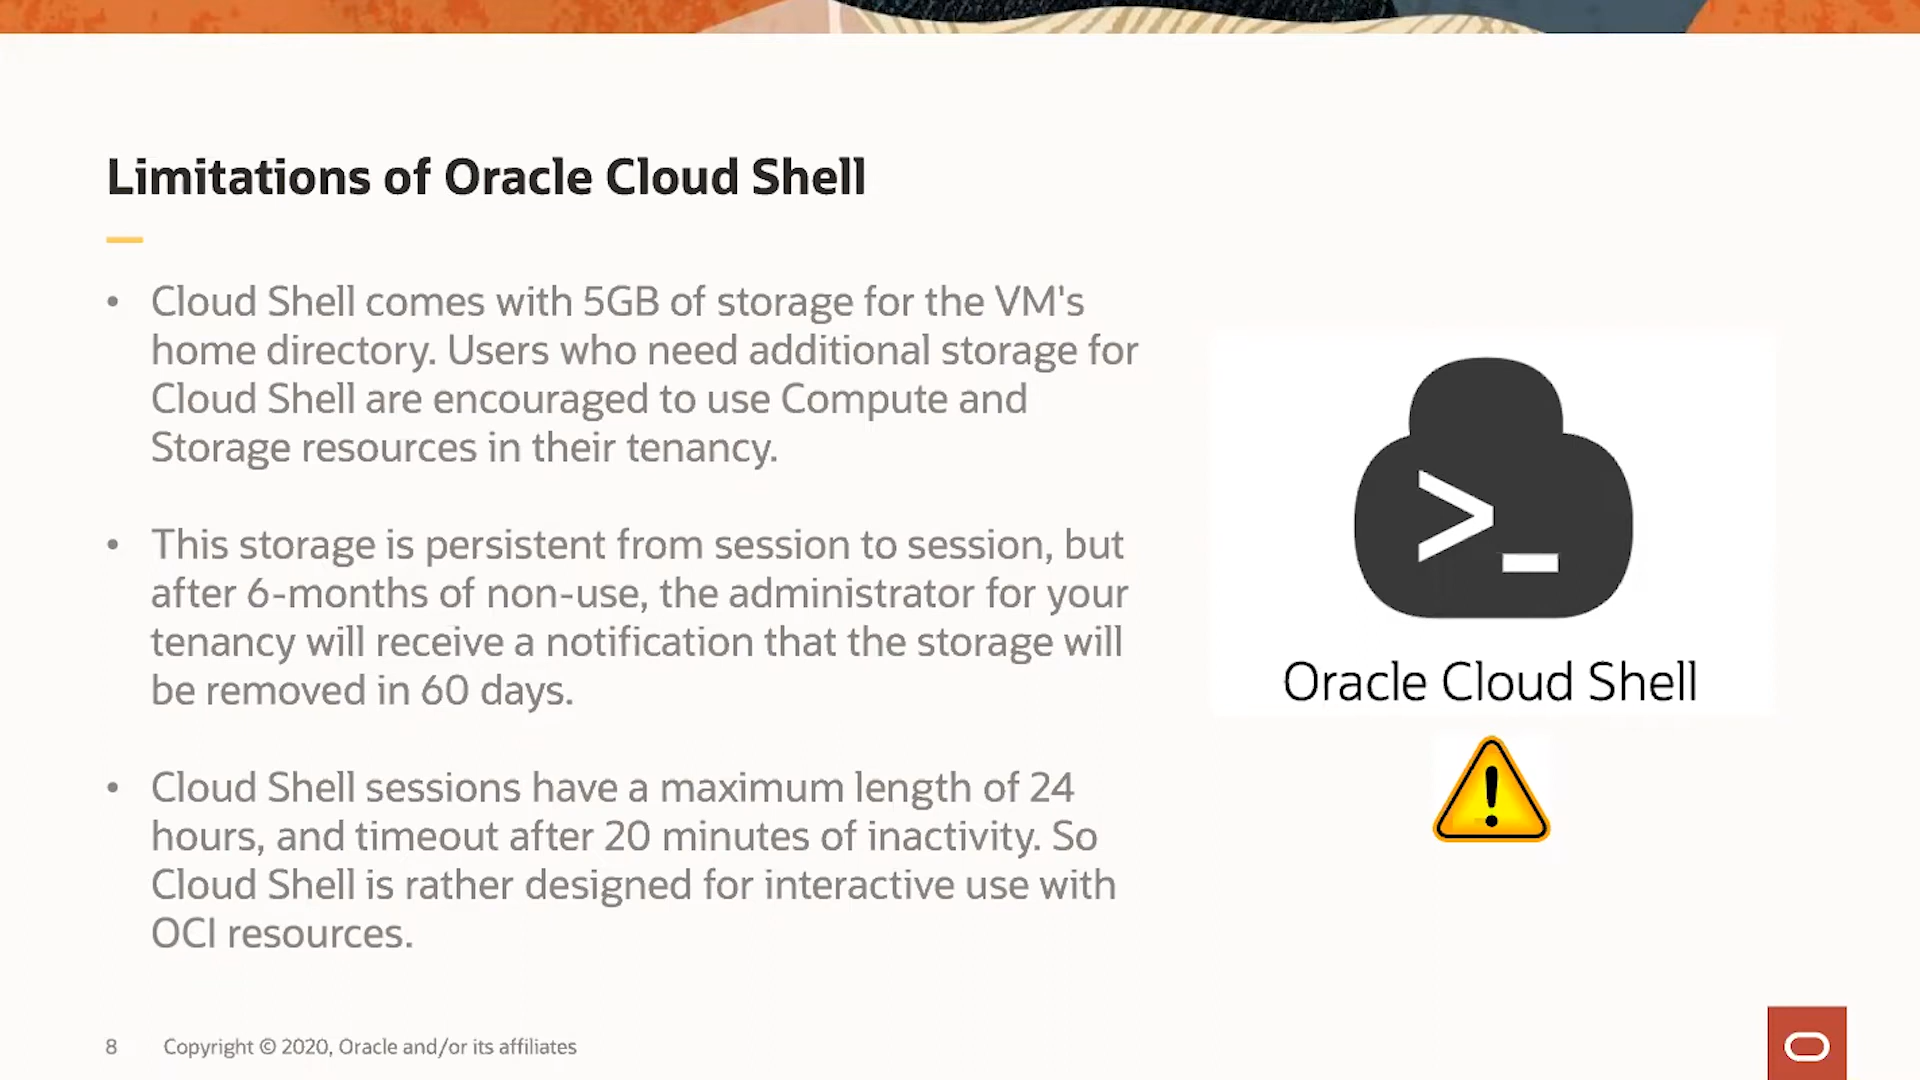 Limitations of Oracle Cloud Shell
• Cloud Shell comes with 5GB of storage for the VM's
home directory. Users who need additional storage for
Cloud Shell are encouraged to use Compute and
Storage resources in their tenancy.
• This storage is persistent from session to session, but
after 6-months of non-use, the administrator for your
tenancy will receive a notification that the storage will
be removed in 60 days.
• Cloud Shell sessions have a maximum length of 24
hours, and timeout after 20 minutes of inactivity. So
Cloud Shell is rather designed for interactive use with
OCI resources.
>_
Oracle Cloud Shell
!
8 Copyright © 2020, Oracle and/or its affiliates